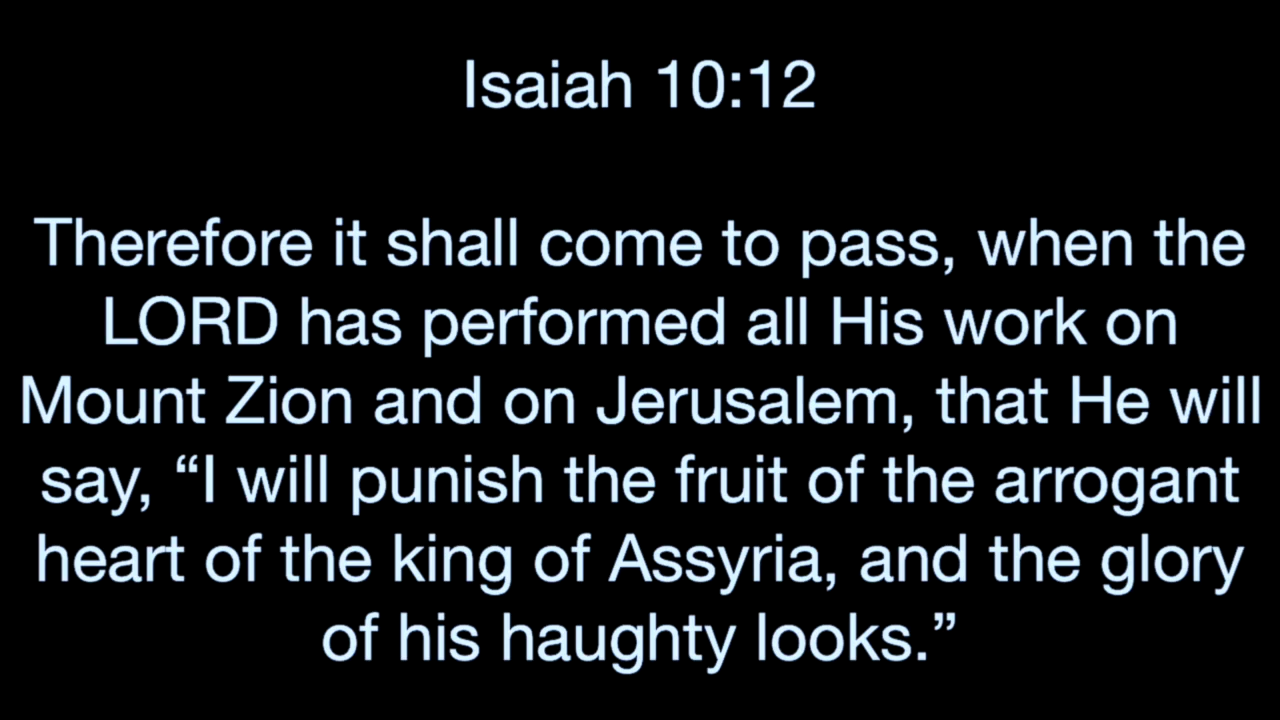 Isaiah 10:12
Therefore it shall come to pass, when the
LORD has performed all His work on
Mount Zion and on Jerusalem, that He will
say, “I will punish the fruit of the arrogant
heart of the king of Assyria, and the glory
of his haughty looks.”